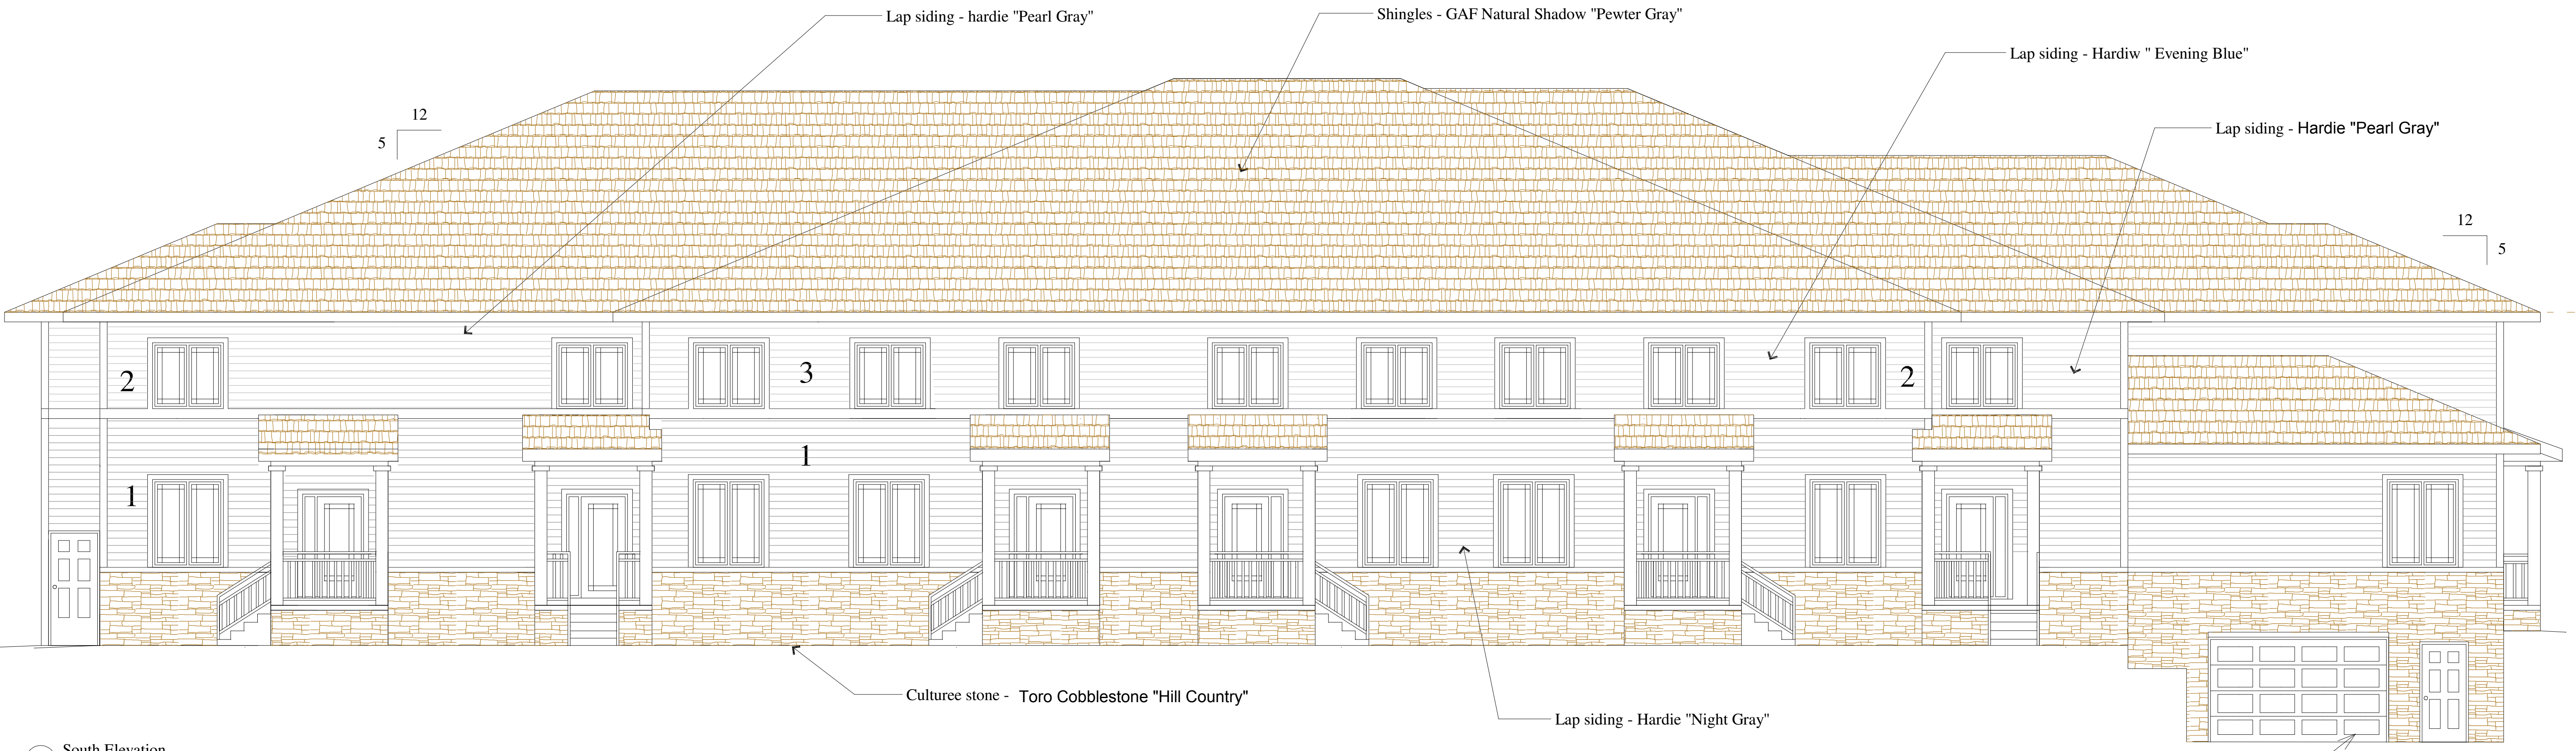 Lap siding - hardie "Pearl Gray"
Shingles - GAF Natural Shadow "Pewter Gray"
Lap siding - Hardiw " Evening Blue"
Lap siding - Hardie "Pearl Gray"
12
5
12
5
2
3
2
1
1
Culturee stone - Toro Cobblestone "Hill Country"
Lap siding - Hardie "Night Gray"
South Elevation